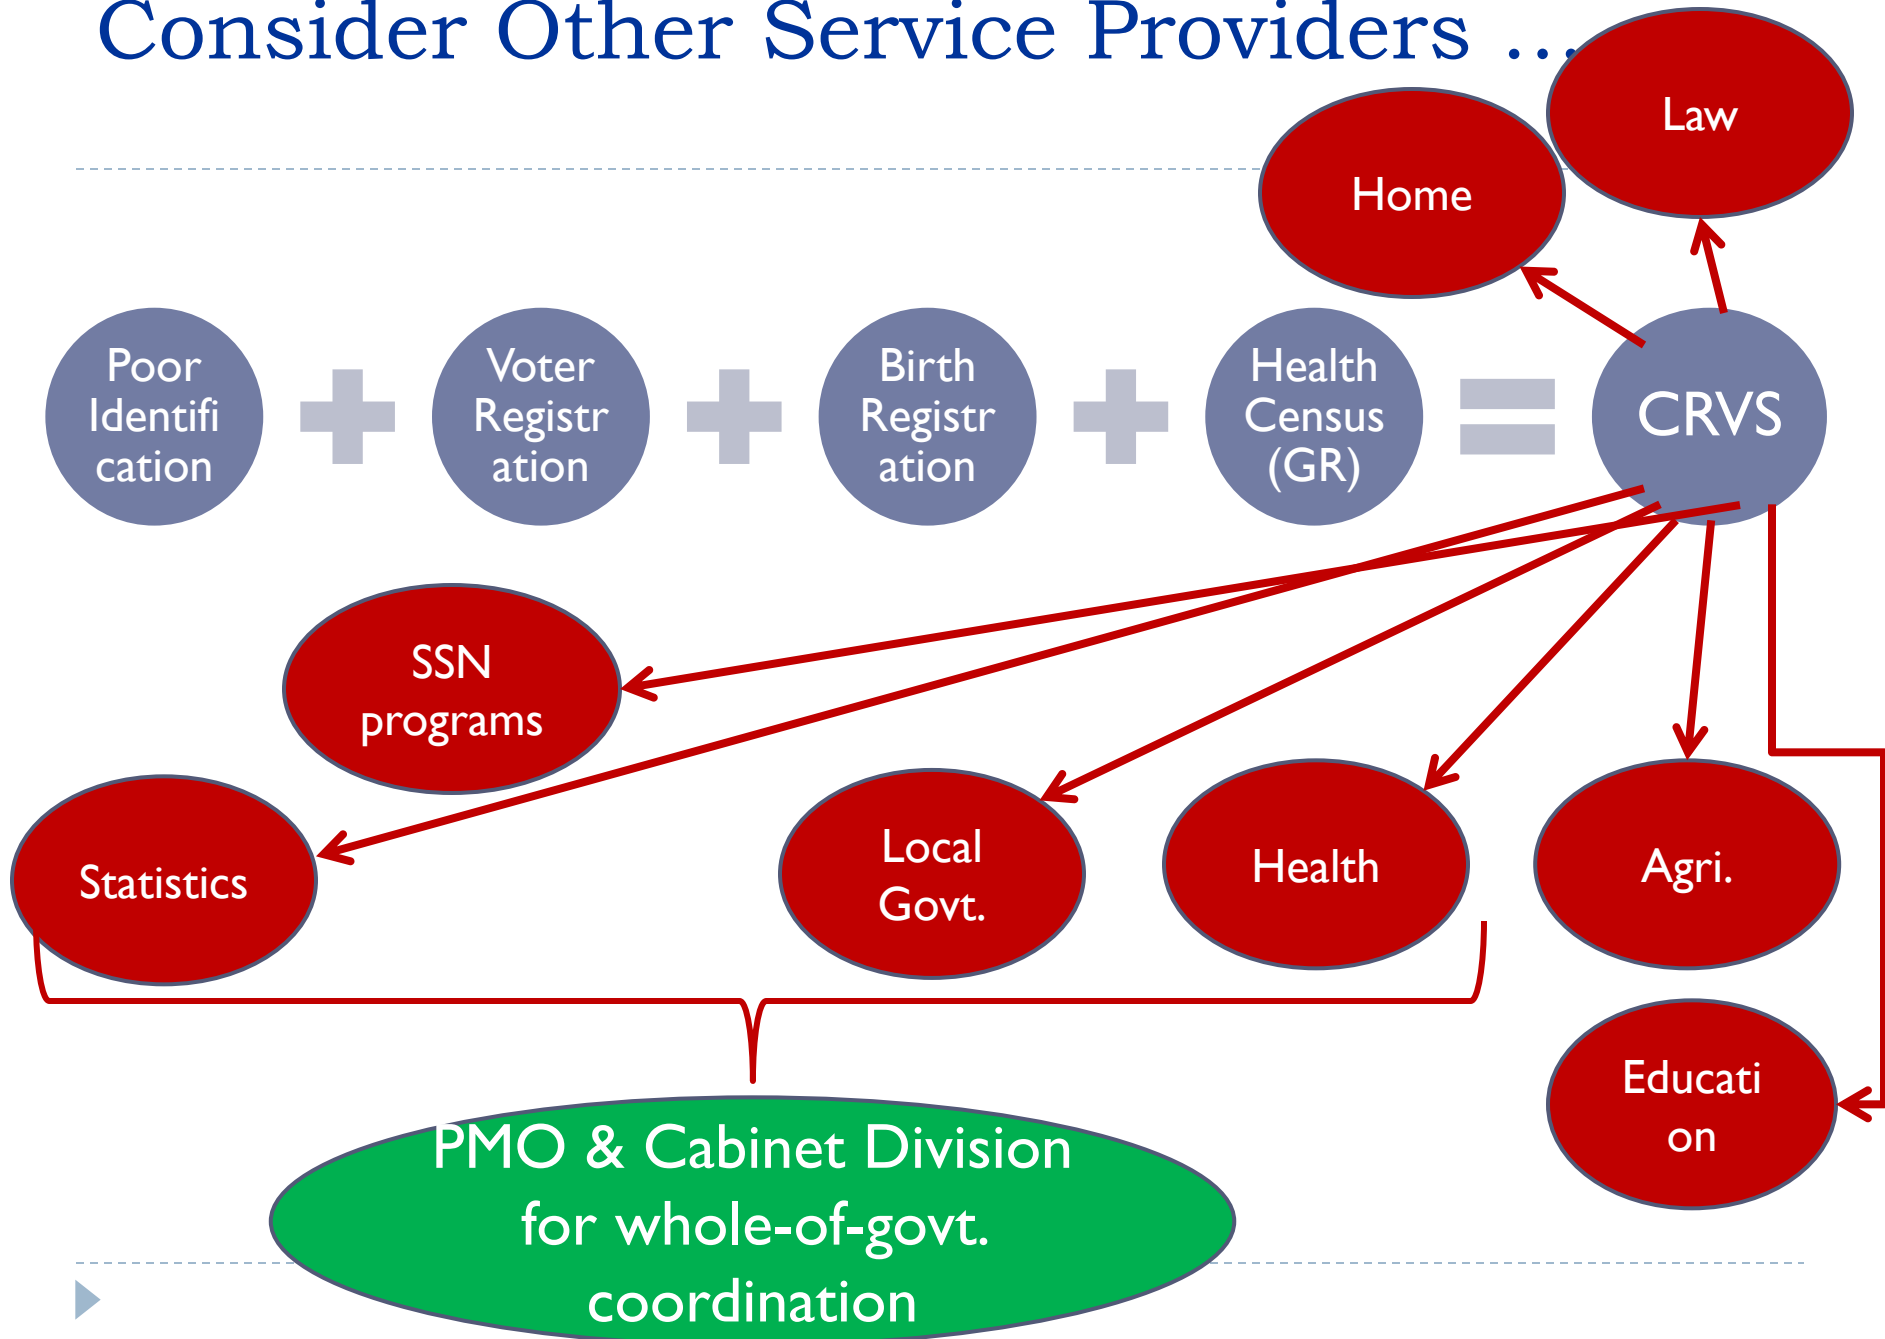 Consider Other Service Providers ...
Law
Home
Poor
Identifi
cation
Voter
Registr
ation
Birth
Registr
ation
Health
Census
(GR)
CRVS
SSN
programs
Statistics
Local
Govt.
Health
Agri.
Educati
on
PMO & Cabinet Division
for whole-of-govt.
coordination